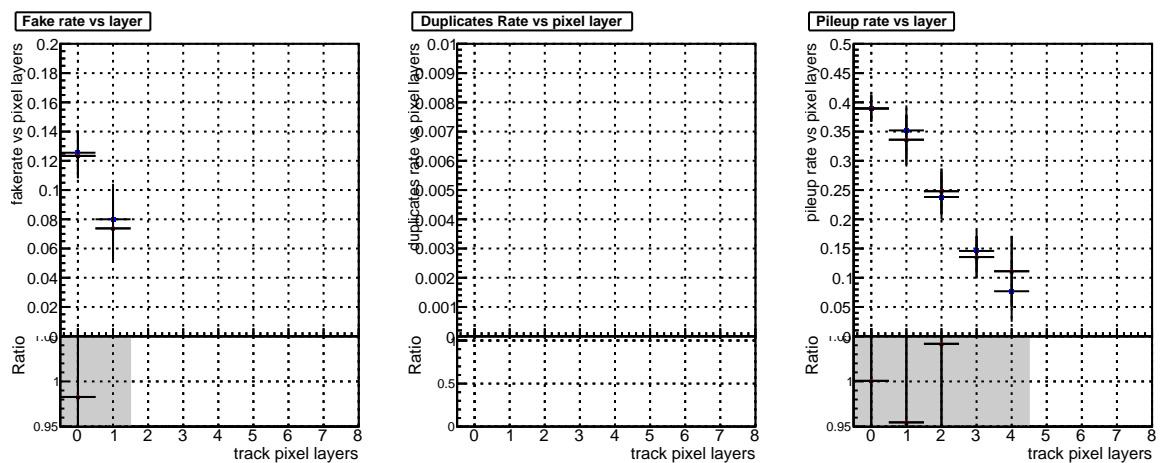 Fake rate vs layer
fakerate vs pixel layers
0.2
0.18
0.16
0.14
0.12
0.1
0.08
0.06
0.04
0.02
0
Ratio
1
0.95
0 1 2 3 4 5 6 7 8
track pixel layers
Duplicates Rate vs pixel layer
duplicates rate vs pixel layers
0.01
0.009
0.008
0.007
0.006
0.005
0.004
0.003
0.002
0.001
0
Ratio
1
0.5
0
0 1 2 3 4 5 6 7 8
track pixel layers
Pileup rate vs layer
pileup rate vs pixel layers
0.5
0.45
0.4
0.35
0.3
0.25
0.2
0.15
0.1
0.05
0
Ratio
1
0.95
0 1 2 3 4 5 6 7 8
track pixel layers